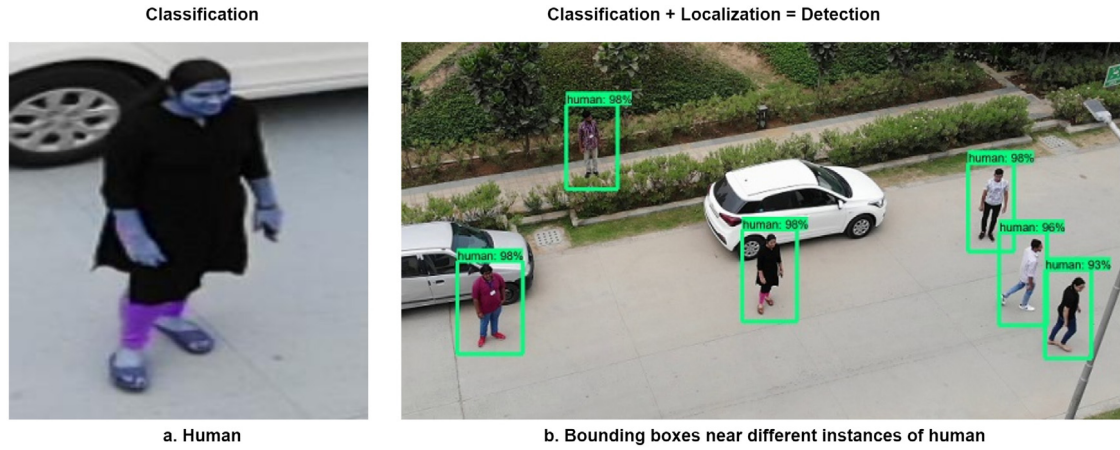 Classification
Classification + Localization = Detection
human: 98%
human: 98%
human: 98%
human: 96%
human: 98%
human: 93%
a. Human
b. Bounding boxes near different instances of human